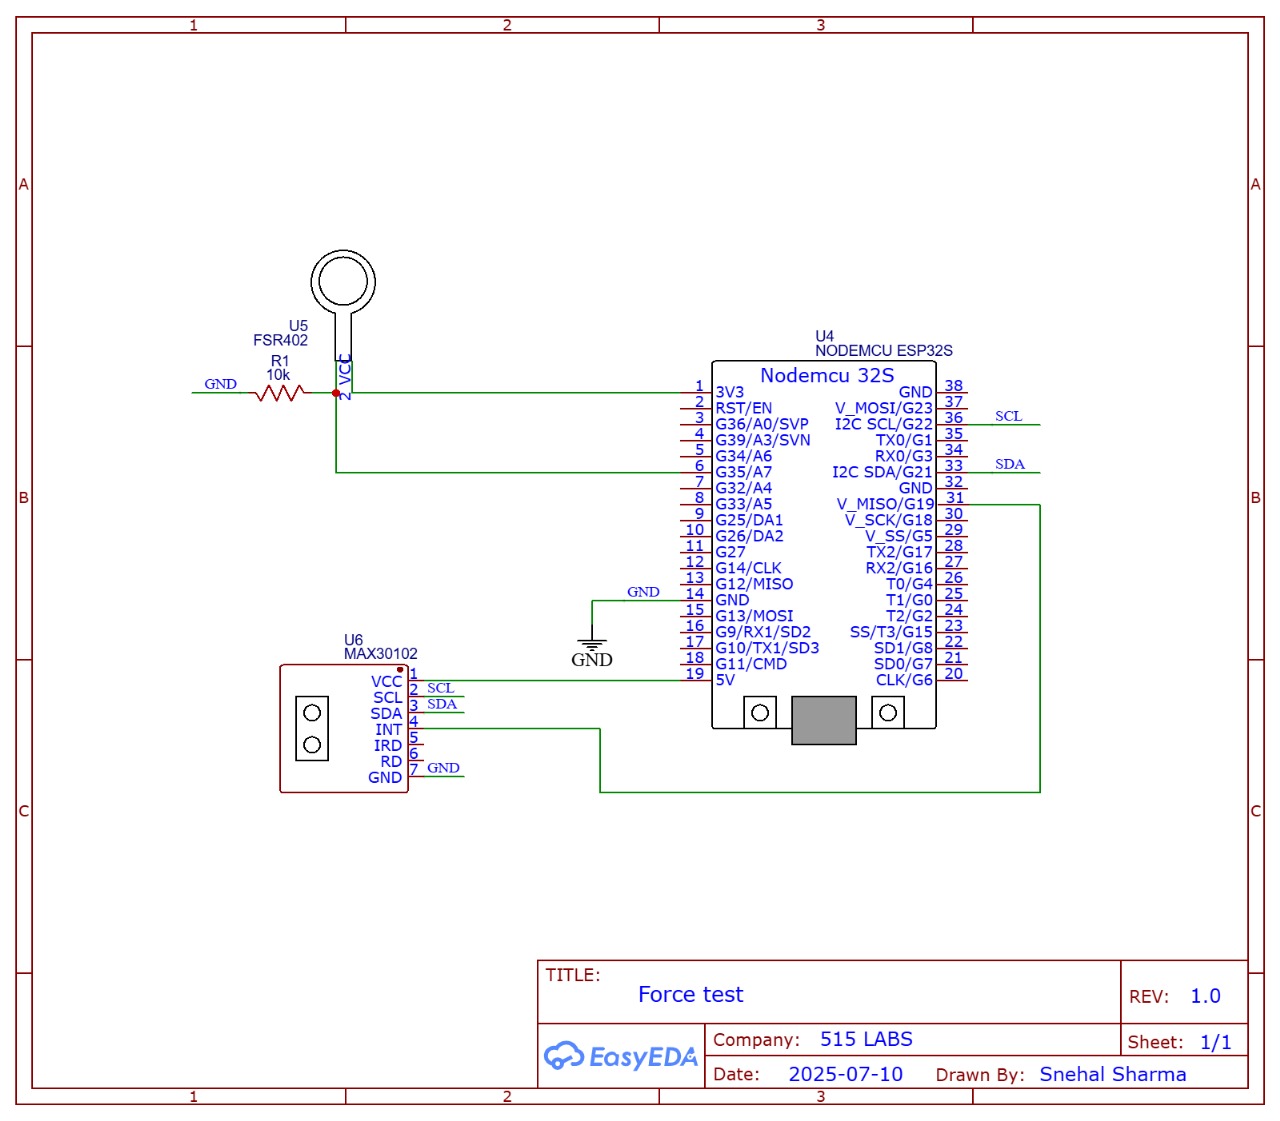 1 2 3
A A
U5
FSR402
R1
10k
GND
2 VCC
U4
NODEMCU ESP32S
Nodemcu 32S
1 3V3 GND 38
2 RST/EN V_MOSI/G23 37
3 G36/A0/SVP I2C SCL/G22 36 SCL
4 G39/A3/SVN TX0/G1 35
5 G34/A6 RX0/G3 34
6 G35/A7 I2C SDA/G21 33 SDA
7 G32/A4 GND 32
8 G33/A5 V_MISO/G19 31
9 G25/DA1 V_SCK/G18 30
10 G26/DA2 V_SS/G5 29
11 G27 TX2/G17 28
12 G14/CLK RX2/G16 27
13 G12/MISO T0/G4 26
GND 14 GND T1/G0 25
15 G13/MOSI T2/G2 24
16 G9/RX1/SD2 SS/T3/G15 23
17 G10/TX1/SD3 SD1/G8 22
18 G11/CMD SD0/G7 21
19 5V CLK/G6 20
GND
B B
U6
MAX30102
VCC 1
SCL 2 SCL
SDA 3 SDA
INT 4
IRD 5
RD 6
GND 7 GND
C C
TITLE:
Force test
REV: 1.0
EasyEDA
Company: 515 LABS
Sheet: 1/1
Date: 2025-07-10 Drawn By: Snehal Sharma
1 2 3